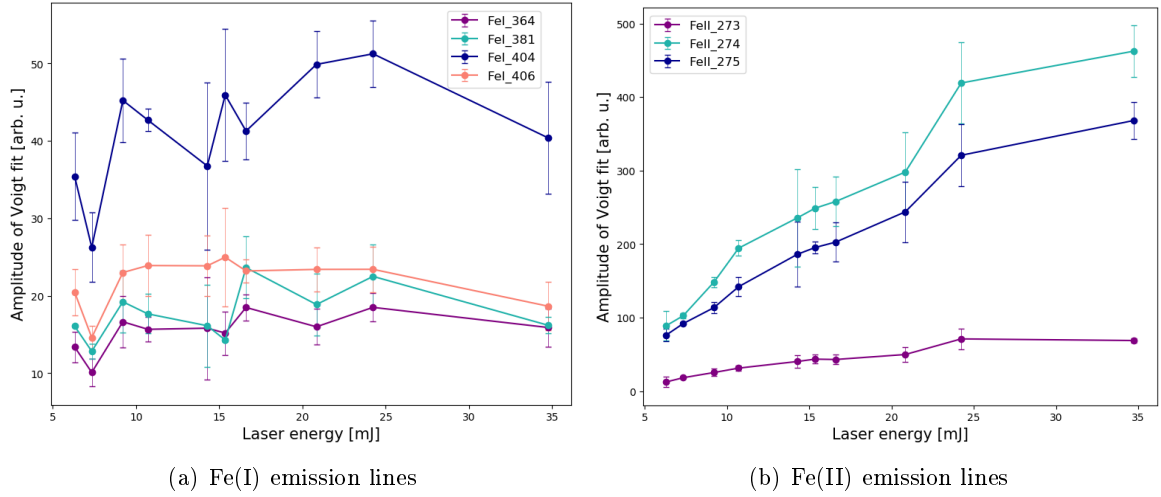 FeI_364
FeI_381
FeI_404
FeI_406
50
40
30
20
10
Amplitude of Voigt fit [arb. u.]
5 10 15 20 25 30 35
Laser energy [mJ]
(a) Fe(I) emission lines
FeII_273
FeII_274
FeII_275
500
400
300
200
100
0
Amplitude of Voigt fit [arb. u.]
5 10 15 20 25 30 35
Laser energy [mJ]
(b) Fe(II) emission lines